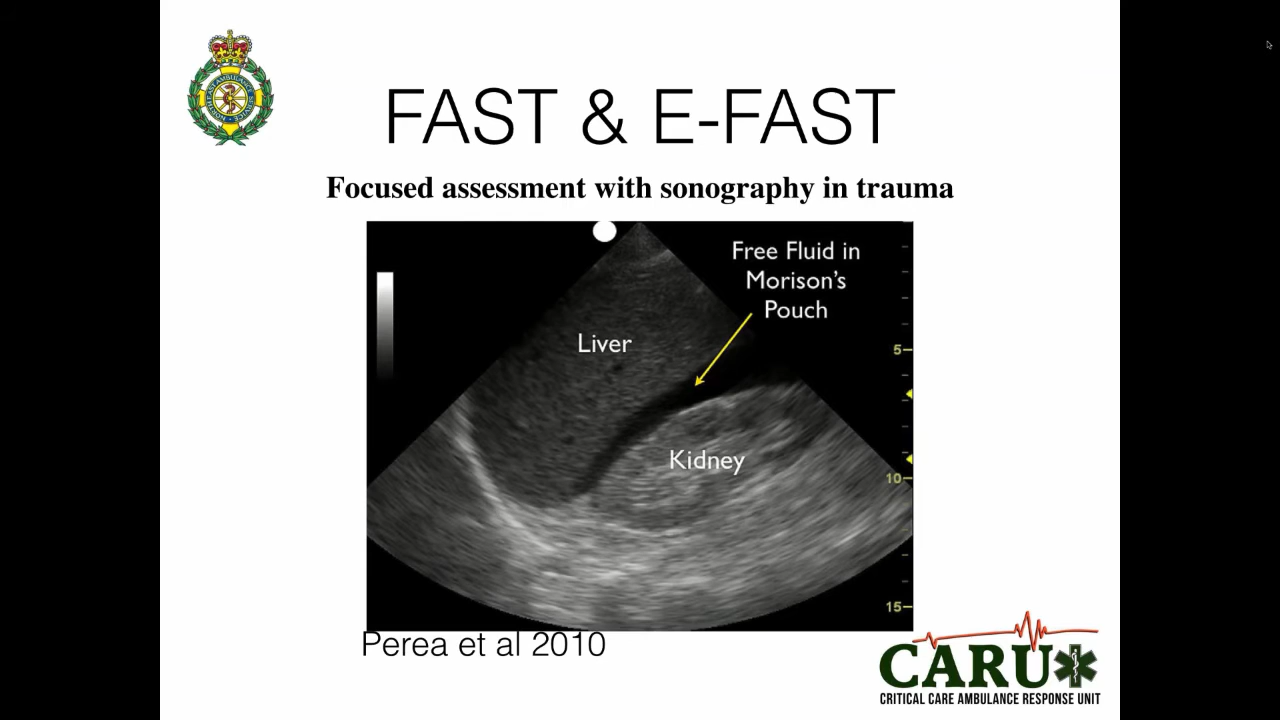 FAST & E-FAST
Focused assessment with sonography in trauma
Free Fluid in
Morison's
Pouch
Liver
5
Kidney
10
15
Perea et al 2010
CARU
CRITICAL CARE AMBULANCE RESPONSE UNIT